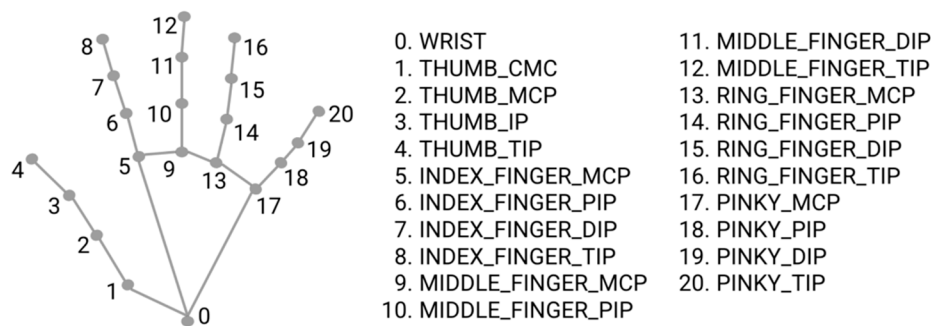 12
8
16
11
7
15
10
6
14
20
4
5
9
13
19
18
3
17
2
1
0
0. WRIST
1. THUMB_CMC
2. THUMB_MCP
3. THUMB_IP
4. THUMB_TIP
5. INDEX_FINGER_MCP
6. INDEX_FINGER_PIP
7. INDEX_FINGER_DIP
8. INDEX_FINGER_TIP
9. MIDDLE_FINGER_MCP
10. MIDDLE_FINGER_PIP
11. MIDDLE_FINGER_DIP
12. MIDDLE_FINGER_TIP
13. RING_FINGER_MCP
14. RING_FINGER_PIP
15. RING_FINGER_DIP
16. RING_FINGER_TIP
17. PINKY_MCP
18. PINKY_PIP
19. PINKY_DIP
20. PINKY_TIP